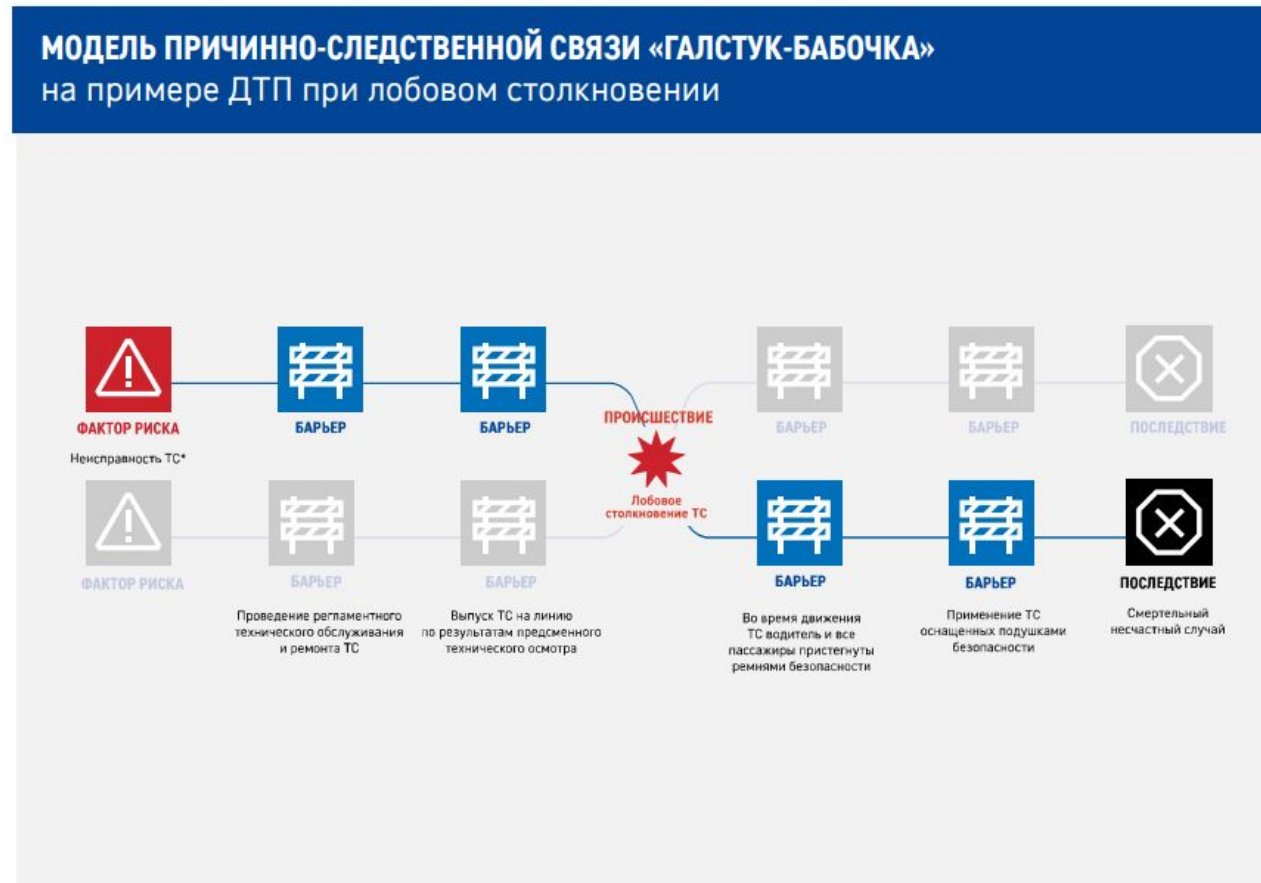 МОДЕЛЬ ПРИЧИННО-СЛЕДСТВЕННОЙ СВЯЗИ «ГАЛСТУК-БАБОЧКА»
на примере ДТП при лобовом столкновении
ФАКТОР РИСКА
Неисправность ТС*
БАРЬЕР
БАРЬЕР
ПРОИСШЕСТВИЕ
Лобовое
столкновение ТС
БАРЬЕР
БАРЬЕР
ПОСЛЕДСТВИЕ
ФАКТОР РИСКА
БАРЬЕР
Проведение регламентного
технического обслуживания
и ремонта ТС
БАРЬЕР
Выпуск ТС на линию
по результатам предсменного
технического осмотра
БАРЬЕР
Во время движения
ТС водитель и все
пассажиры пристегнуты
ремнями безопасности
БАРЬЕР
Применение ТС
оснащенных подушками
безопасности
ПОСЛЕДСТВИЕ
Смертельный
несчастный случай